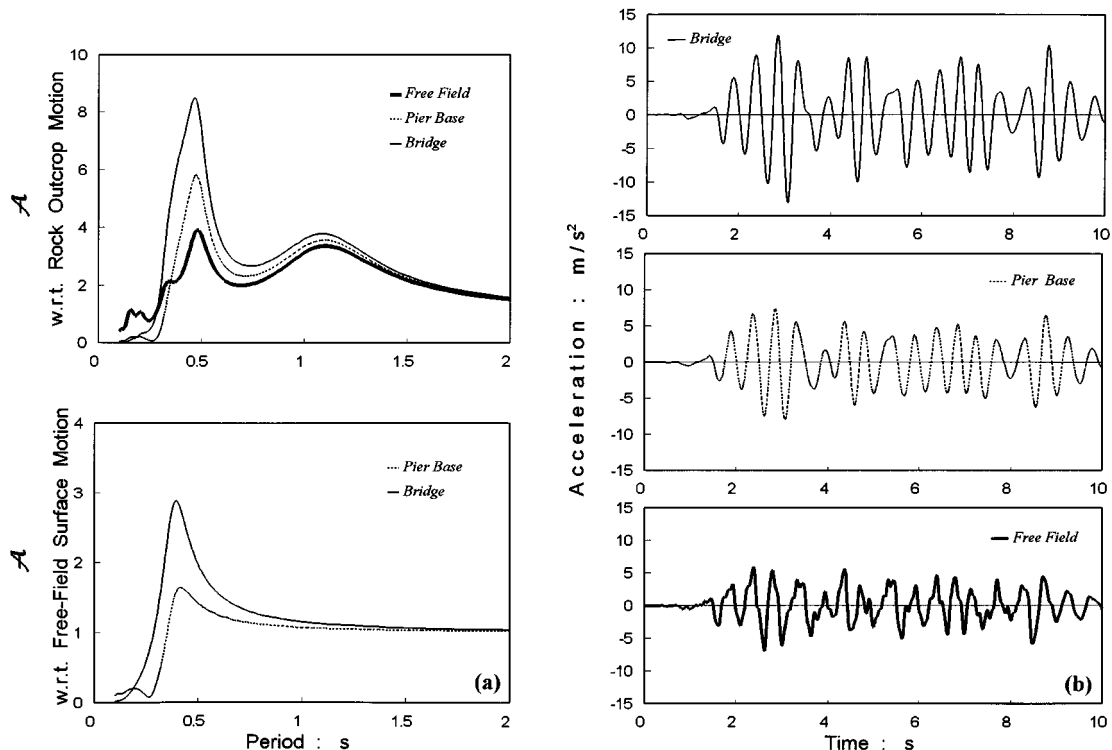 10
8
6
4
2
0
𝒜
w.r.t. Rock Outcrop Motion
Free Field
Pier Base
Bridge
0 0.5 1 1.5 2
4
3
2
1
0
𝒜
w.r.t. Free-Field Surface Motion
Pier Base
Bridge
(a)
0 0.5 1 1.5 2
Period : s
Acceleration : m/s²
15
10
5
0
-5
-10
-15
Bridge
0 2 4 6 8 10
15
10
5
0
-5
-10
-15
Pier Base
0 2 4 6 8 10
15
10
5
0
-5
-10
-15
Free Field
(b)
0 2 4 6 8 10
Time : s